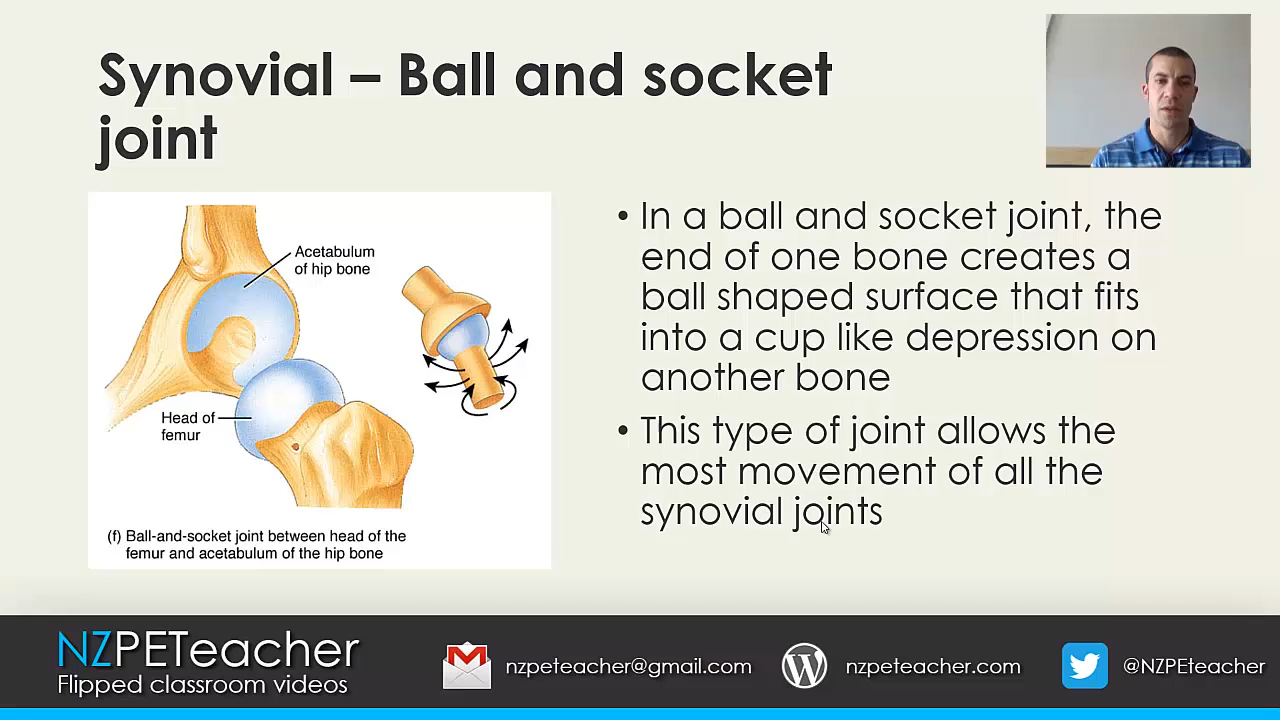 Synovial – Ball and socket
joint
Acetabulum
of hip bone
Head of
femur
(f) Ball-and-socket joint between head of the
femur and acetabulum of the hip bone
• In a ball and socket joint, the
end of one bone creates a
ball shaped surface that fits
into a cup like depression on
another bone
• This type of joint allows the
most movement of all the
synovial joints
NZPETeacher
Flipped classroom videos
nzpeteacher@gmail.com
nzpeteacher.com
@NZPEteacher